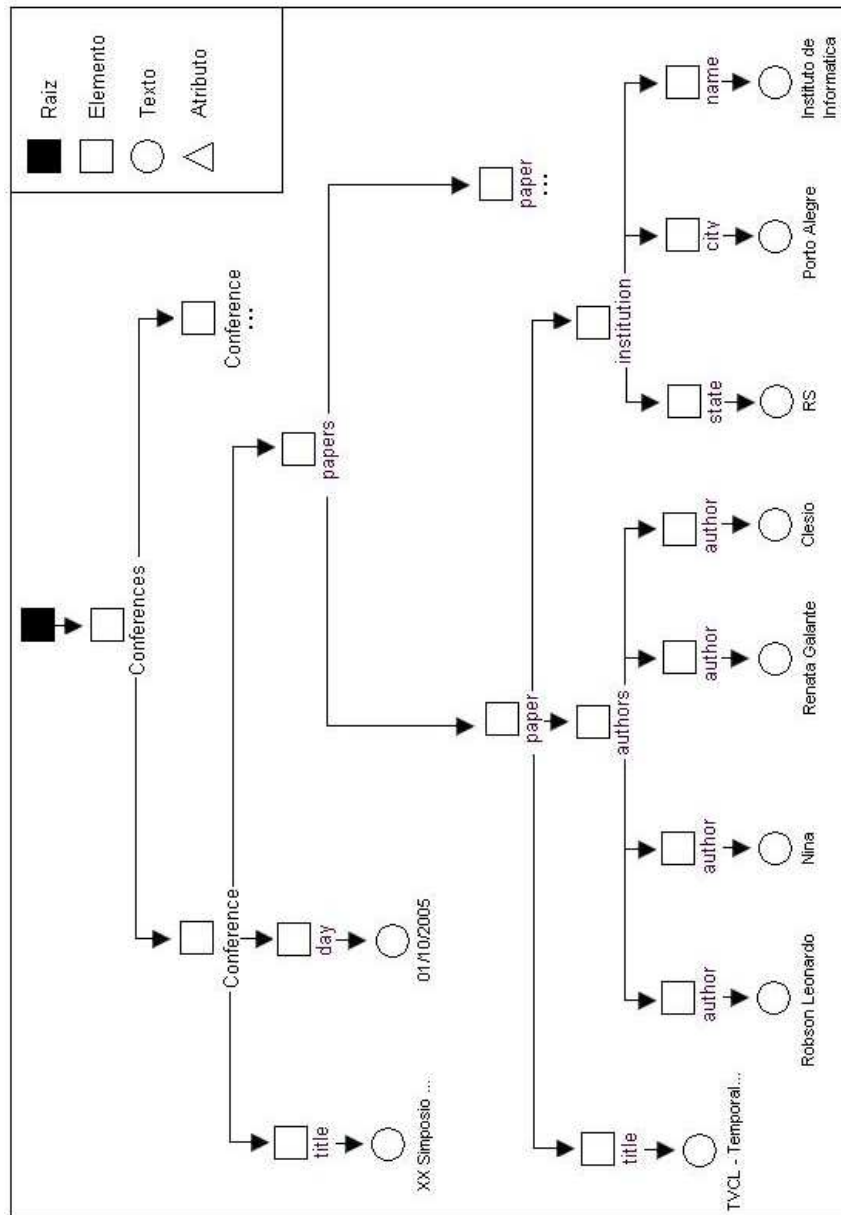 Raiz
Elemento
Texto
Atributo
Conferences
Conference
Conference
...
title
day
papers
XX Simposio ....
01/10/2005
paper
paper
...
title
authors
institution
TVCL - Temporal...
author
author
author
author
state
city
name
Robson Leonardo
Nina
Renata Galante
Clesio
RS
Porto Alegre
Instituto de
Informatica